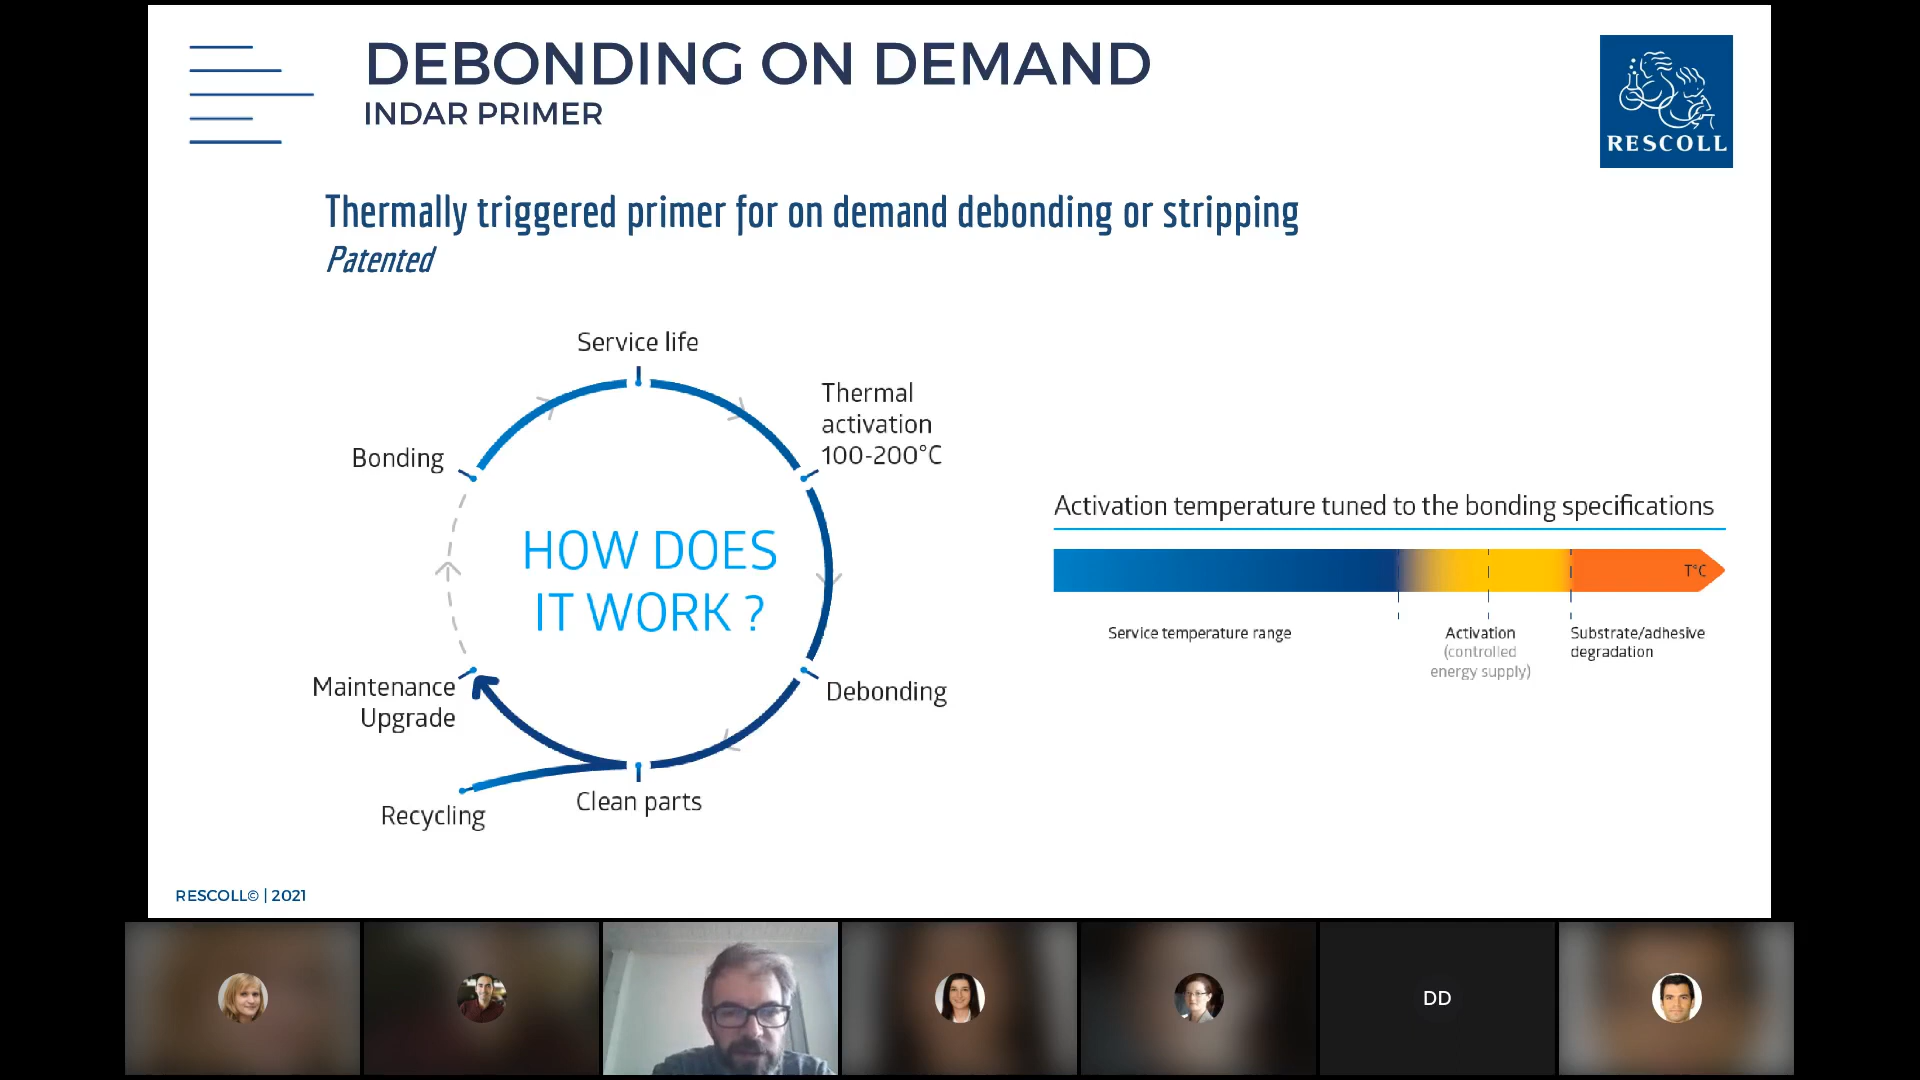 DEBONDING ON DEMAND
INDAR PRIMER
RESCOLL
Thermally triggered primer for on demand debonding or stripping
Patented
Service life
Thermal
activation
100-200°C
Bonding
HOW DOES
IT WORK ?
Maintenance
Upgrade
Debonding
Recycling
Clean parts
Activation temperature tuned to the bonding specifications
T°C
Service temperature range
Activation
(controlled
energy supply)
Substrate/adhesive
degradation
RESCOLL© | 2021
DD